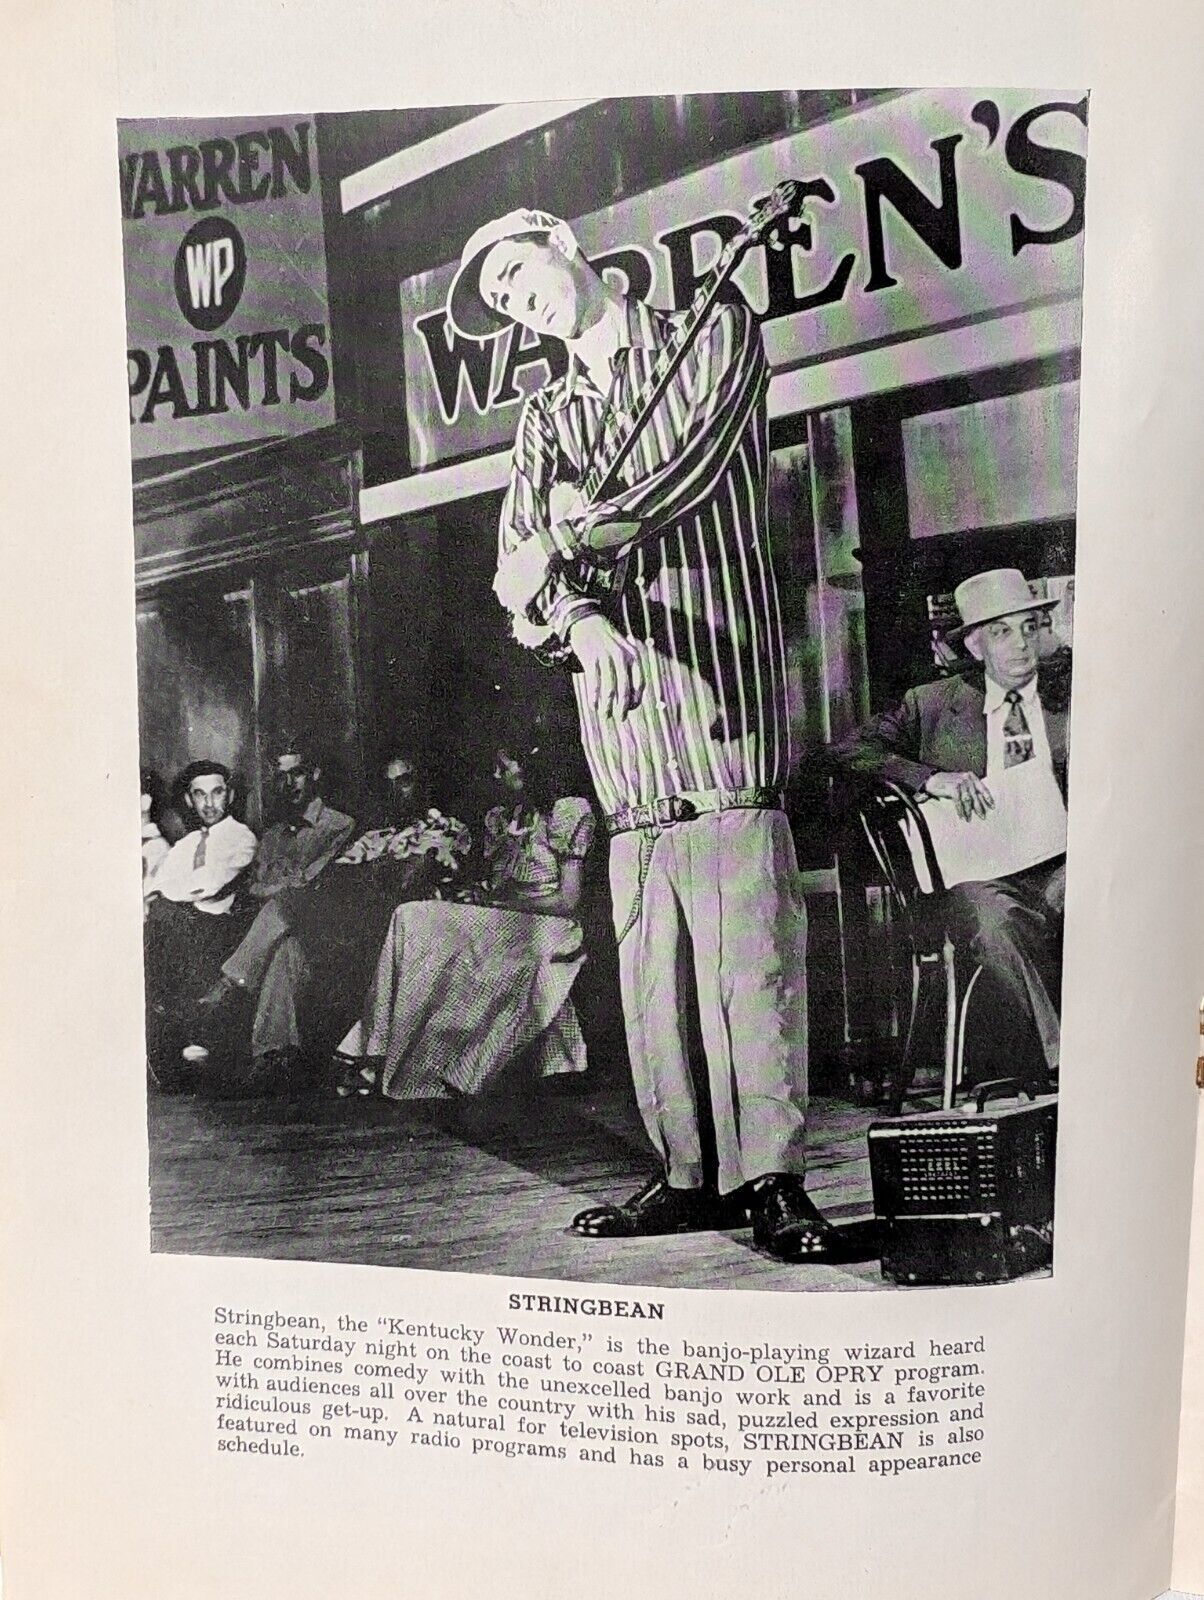 WARREN
WP
PAINTS
WARREN'S
STRINGBEAN
Stringbean, the "Kentucky Wonder," is the banjo-playing wizard heard
each Saturday night on the coast to coast GRAND OLE OPRY program.
He combines comedy with the unexcelled banjo work and is a favorite
with audiences all over the country with his sad, puzzled expression and
ridiculous get-up. A natural for television spots, STRINGBEAN is also
featured on many radio programs and has a busy personal appearance
schedule.